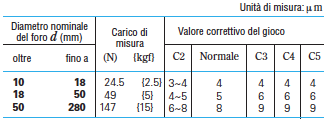 Unità di misura: µ m
Diametro nominale del foro d (mm) Carico di misura Valore correttivo del gioco
oltre fino a (N) {kgf} C2 Normale C3 C4 C5
10 18 24.5 {2.5} 3~4 4 4 4 4
18 50 49 {5} 4~5 5 6 6 6
50 280 147 {15} 6~8 8 9 9 9